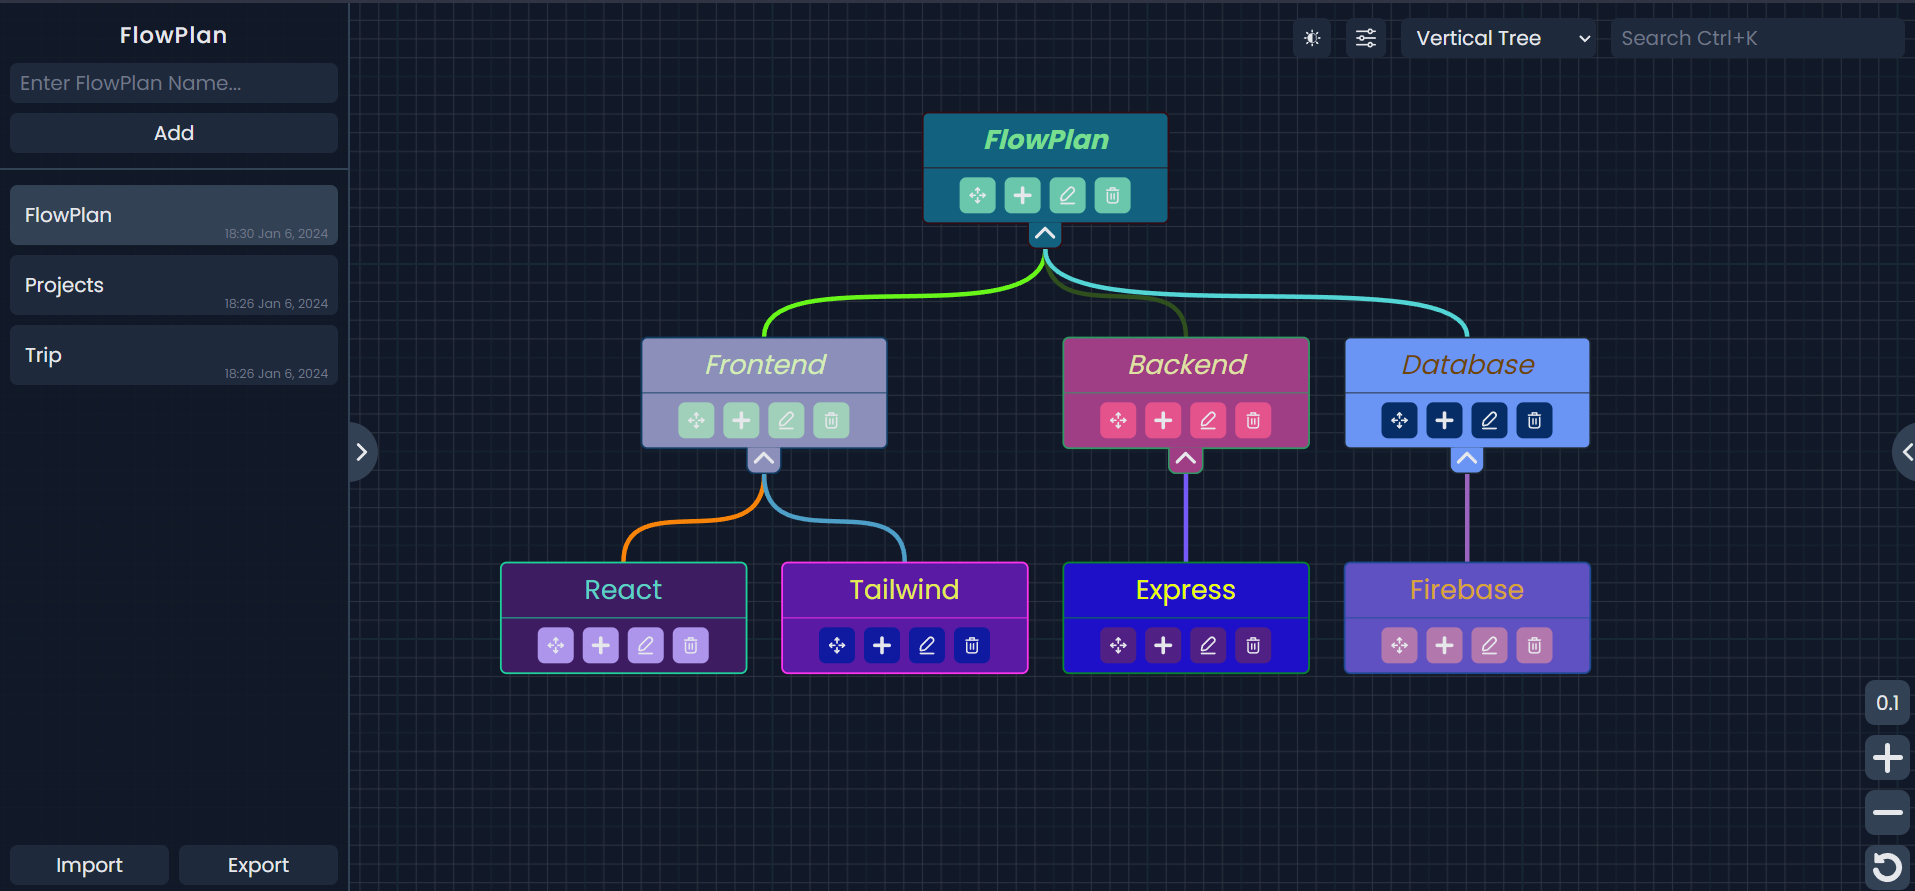 FlowPlan
Enter FlowPlan Name...
Add
FlowPlan
18:30 Jan 6, 2024
Projects
18:26 Jan 6, 2024
Trip
18:26 Jan 6, 2024
Import
Export
Vertical Tree
Search Ctrl+K
FlowPlan
Frontend
Backend
Database
React
Tailwind
Express
Firebase
0.1